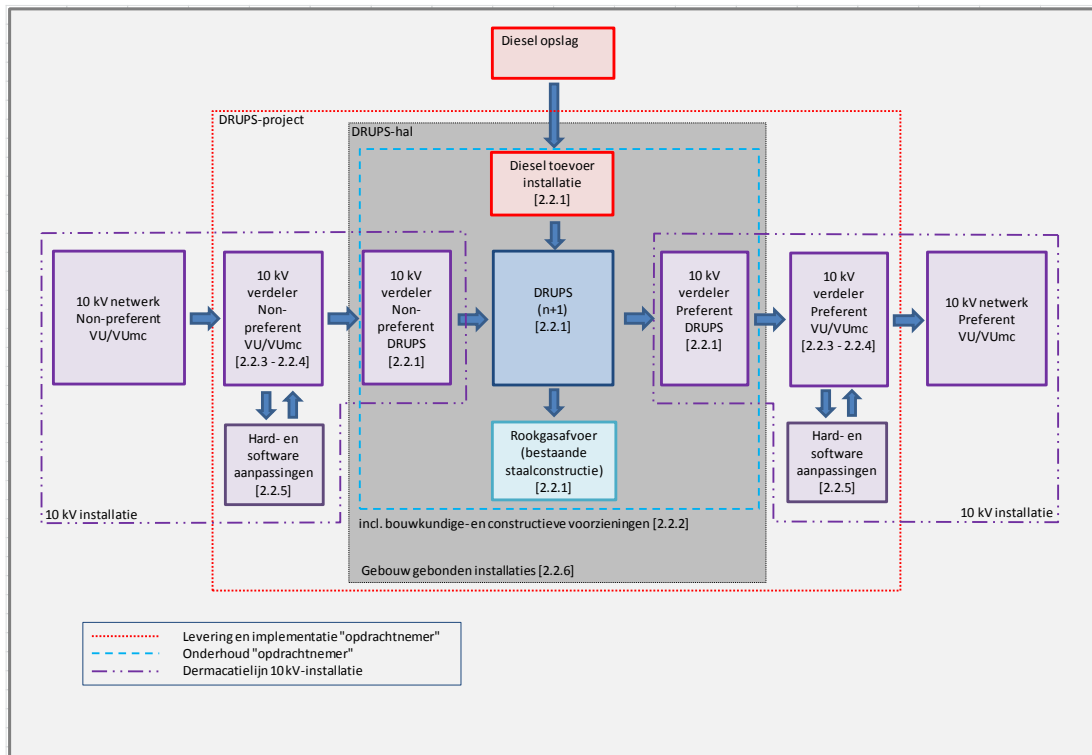 Diesel opslag
DRUPS-project
DRUPS-hal
Diesel toevoer
installatie
[2.2.1]
10 kV netwerk
Non-preferent
VU/VUmc
10 kV
verdeler
Non-
preferent
VU/VUmc
[2.2.3 - 2.2.4]
10 kV
verdeler
Non-
preferent
DRUPS
[2.2.1]
DRUPS
(n+1)
[2.2.1]
10 kV
verdeler
Preferent
DRUPS
[2.2.1]
10 kV
verdeler
Preferent
VU/VUmc
[2.2.3 - 2.2.4]
10 kV netwerk
Preferent
VU/VUmc
Hard- en
software
aanpassingen
[2.2.5]
Rookgasafvoer
(bestaande
staalconstructie)
[2.2.1]
Hard- en
software
aanpassingen
[2.2.5]
10 kV installatie
10 kV installatie
incl. bouwkundige- en constructieve voorzieningen [2.2.2]
Gebouw gebonden installaties [2.2.6]
Levering en implementatie "opdrachtnemer"
Onderhoud "opdrachtnemer"
Dermacatielijn 10 kV-installatie